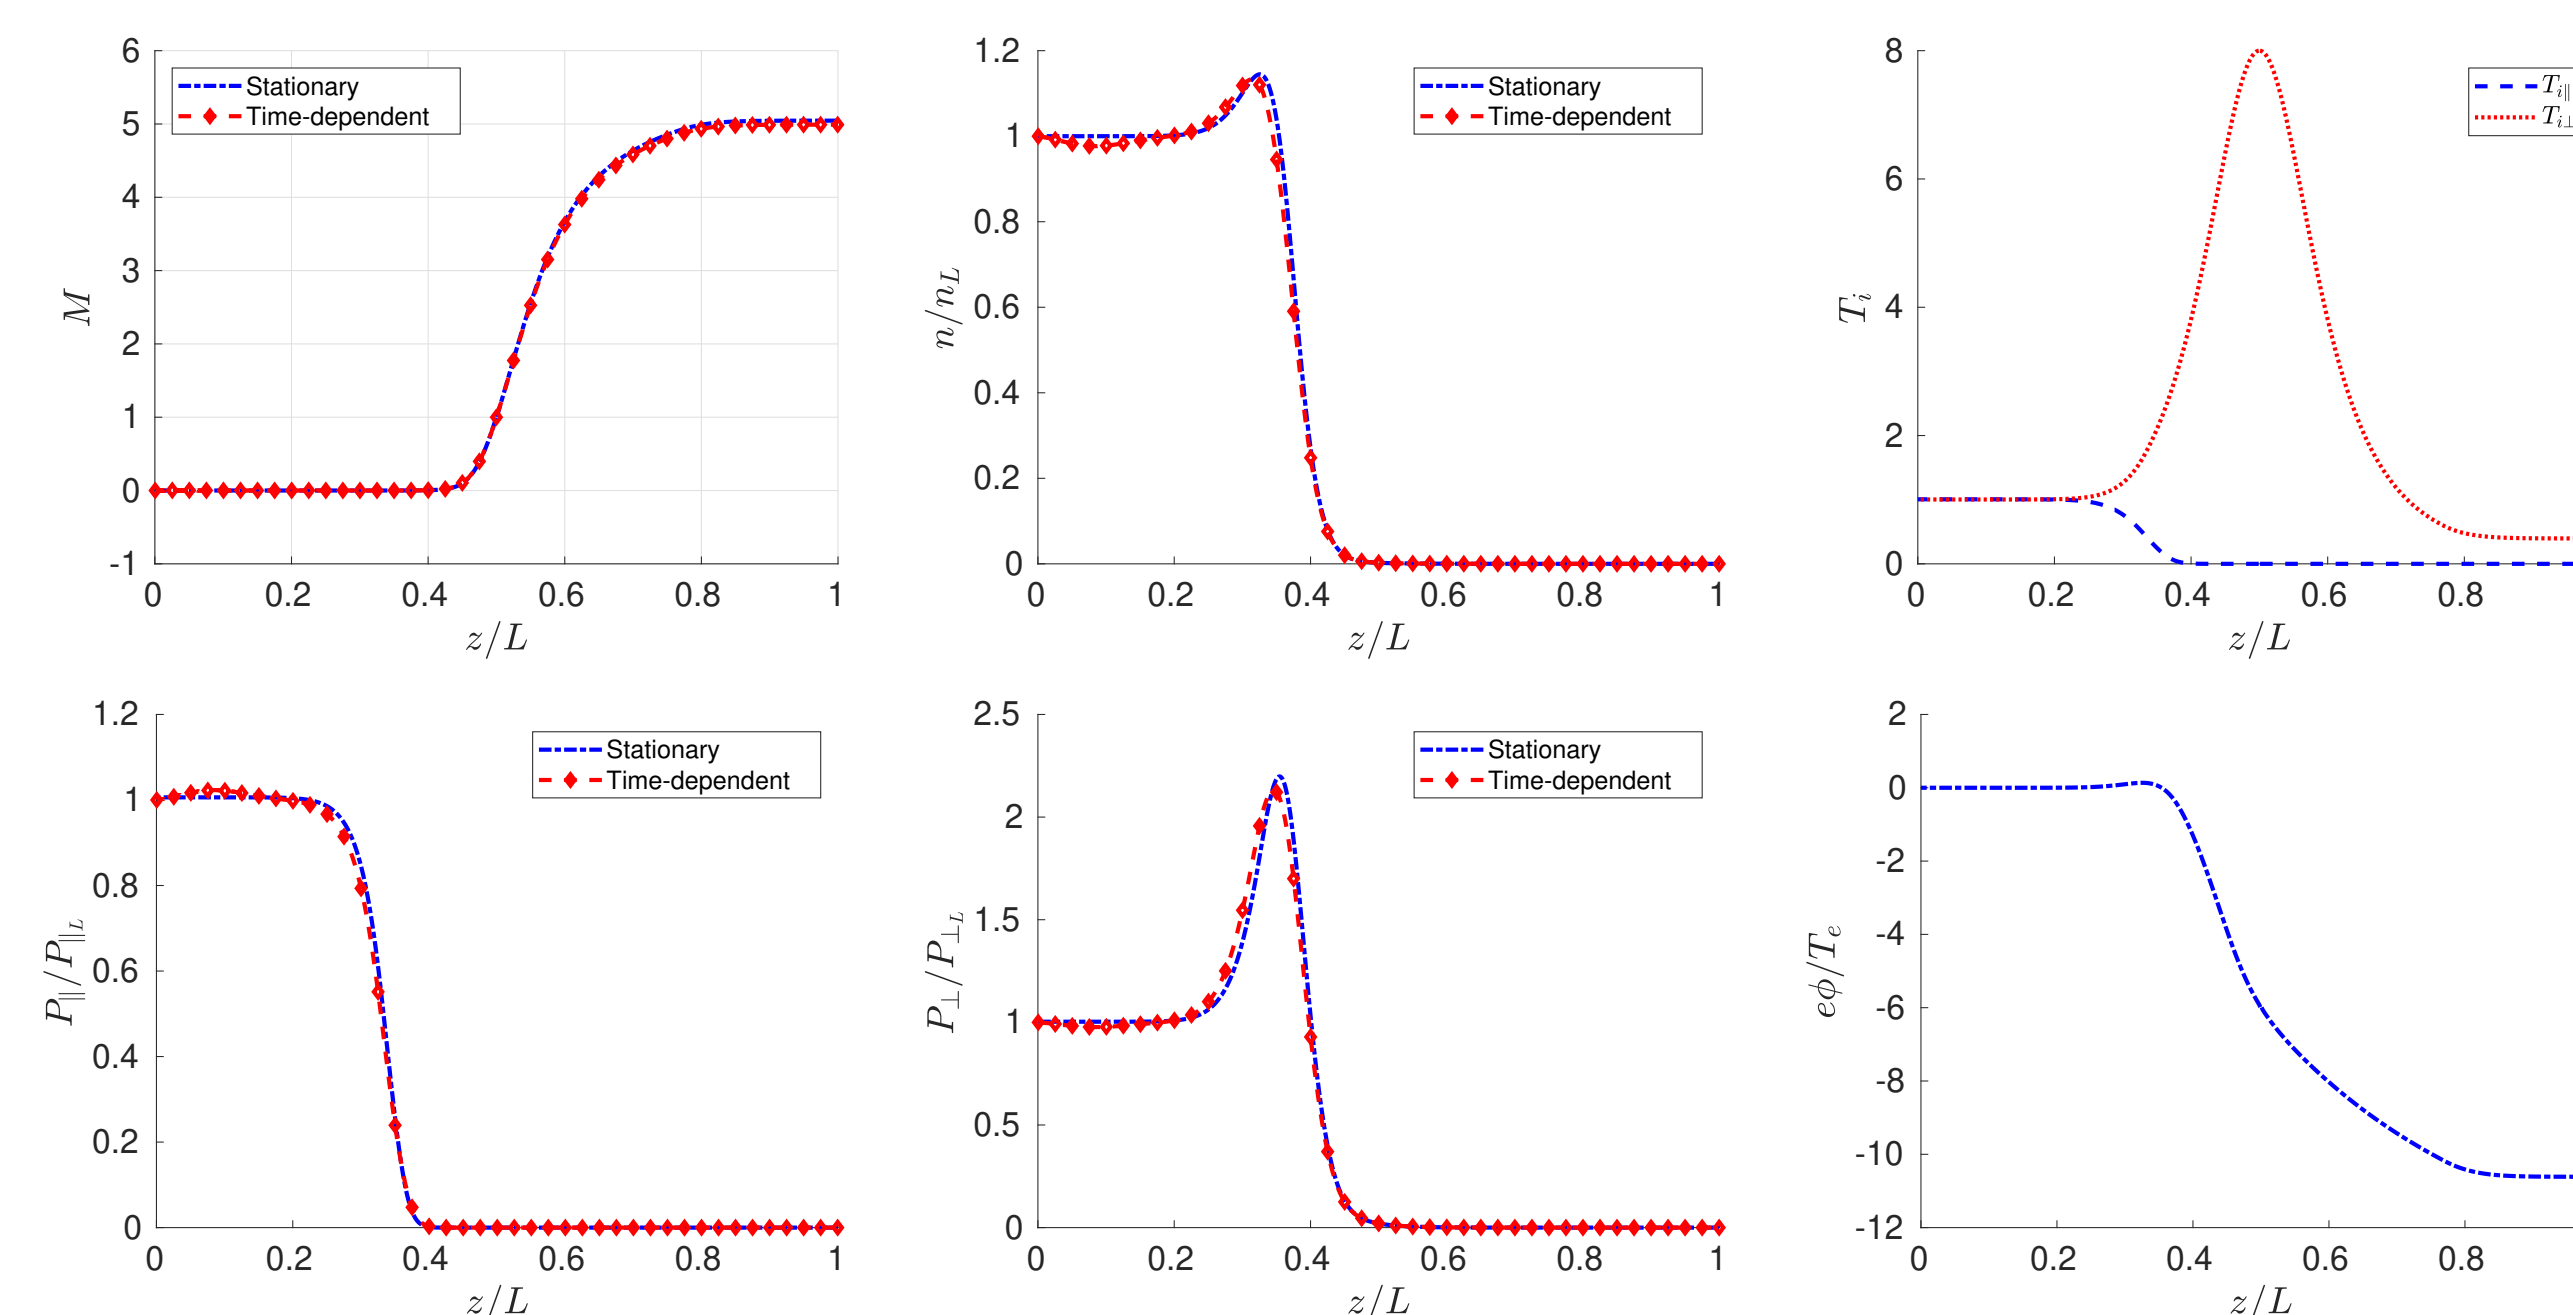 6
5
4
3
2
1
0
-1
0 0.2 0.4 0.6 0.8 1
M
z/L
Stationary
Time-dependent
1.2
1
0.8
0.6
0.4
0.2
0
0 0.2 0.4 0.6 0.8 1
n/n_L
z/L
Stationary
Time-dependent
8
6
4
2
0
0 0.2 0.4 0.6 0.8
T_i
z/L
T_{i∥}
T_{i⊥}
1.2
1
0.8
0.6
0.4
0.2
0
0 0.2 0.4 0.6 0.8 1
P_∥/P_{∥_L}
z/L
Stationary
Time-dependent
2.5
2
1.5
1
0.5
0
0 0.2 0.4 0.6 0.8 1
P_⊥/P_{⊥_L}
z/L
Stationary
Time-dependent
2
0
-2
-4
-6
-8
-10
-12
0 0.2 0.4 0.6 0.8
eϕ/T_e
z/L